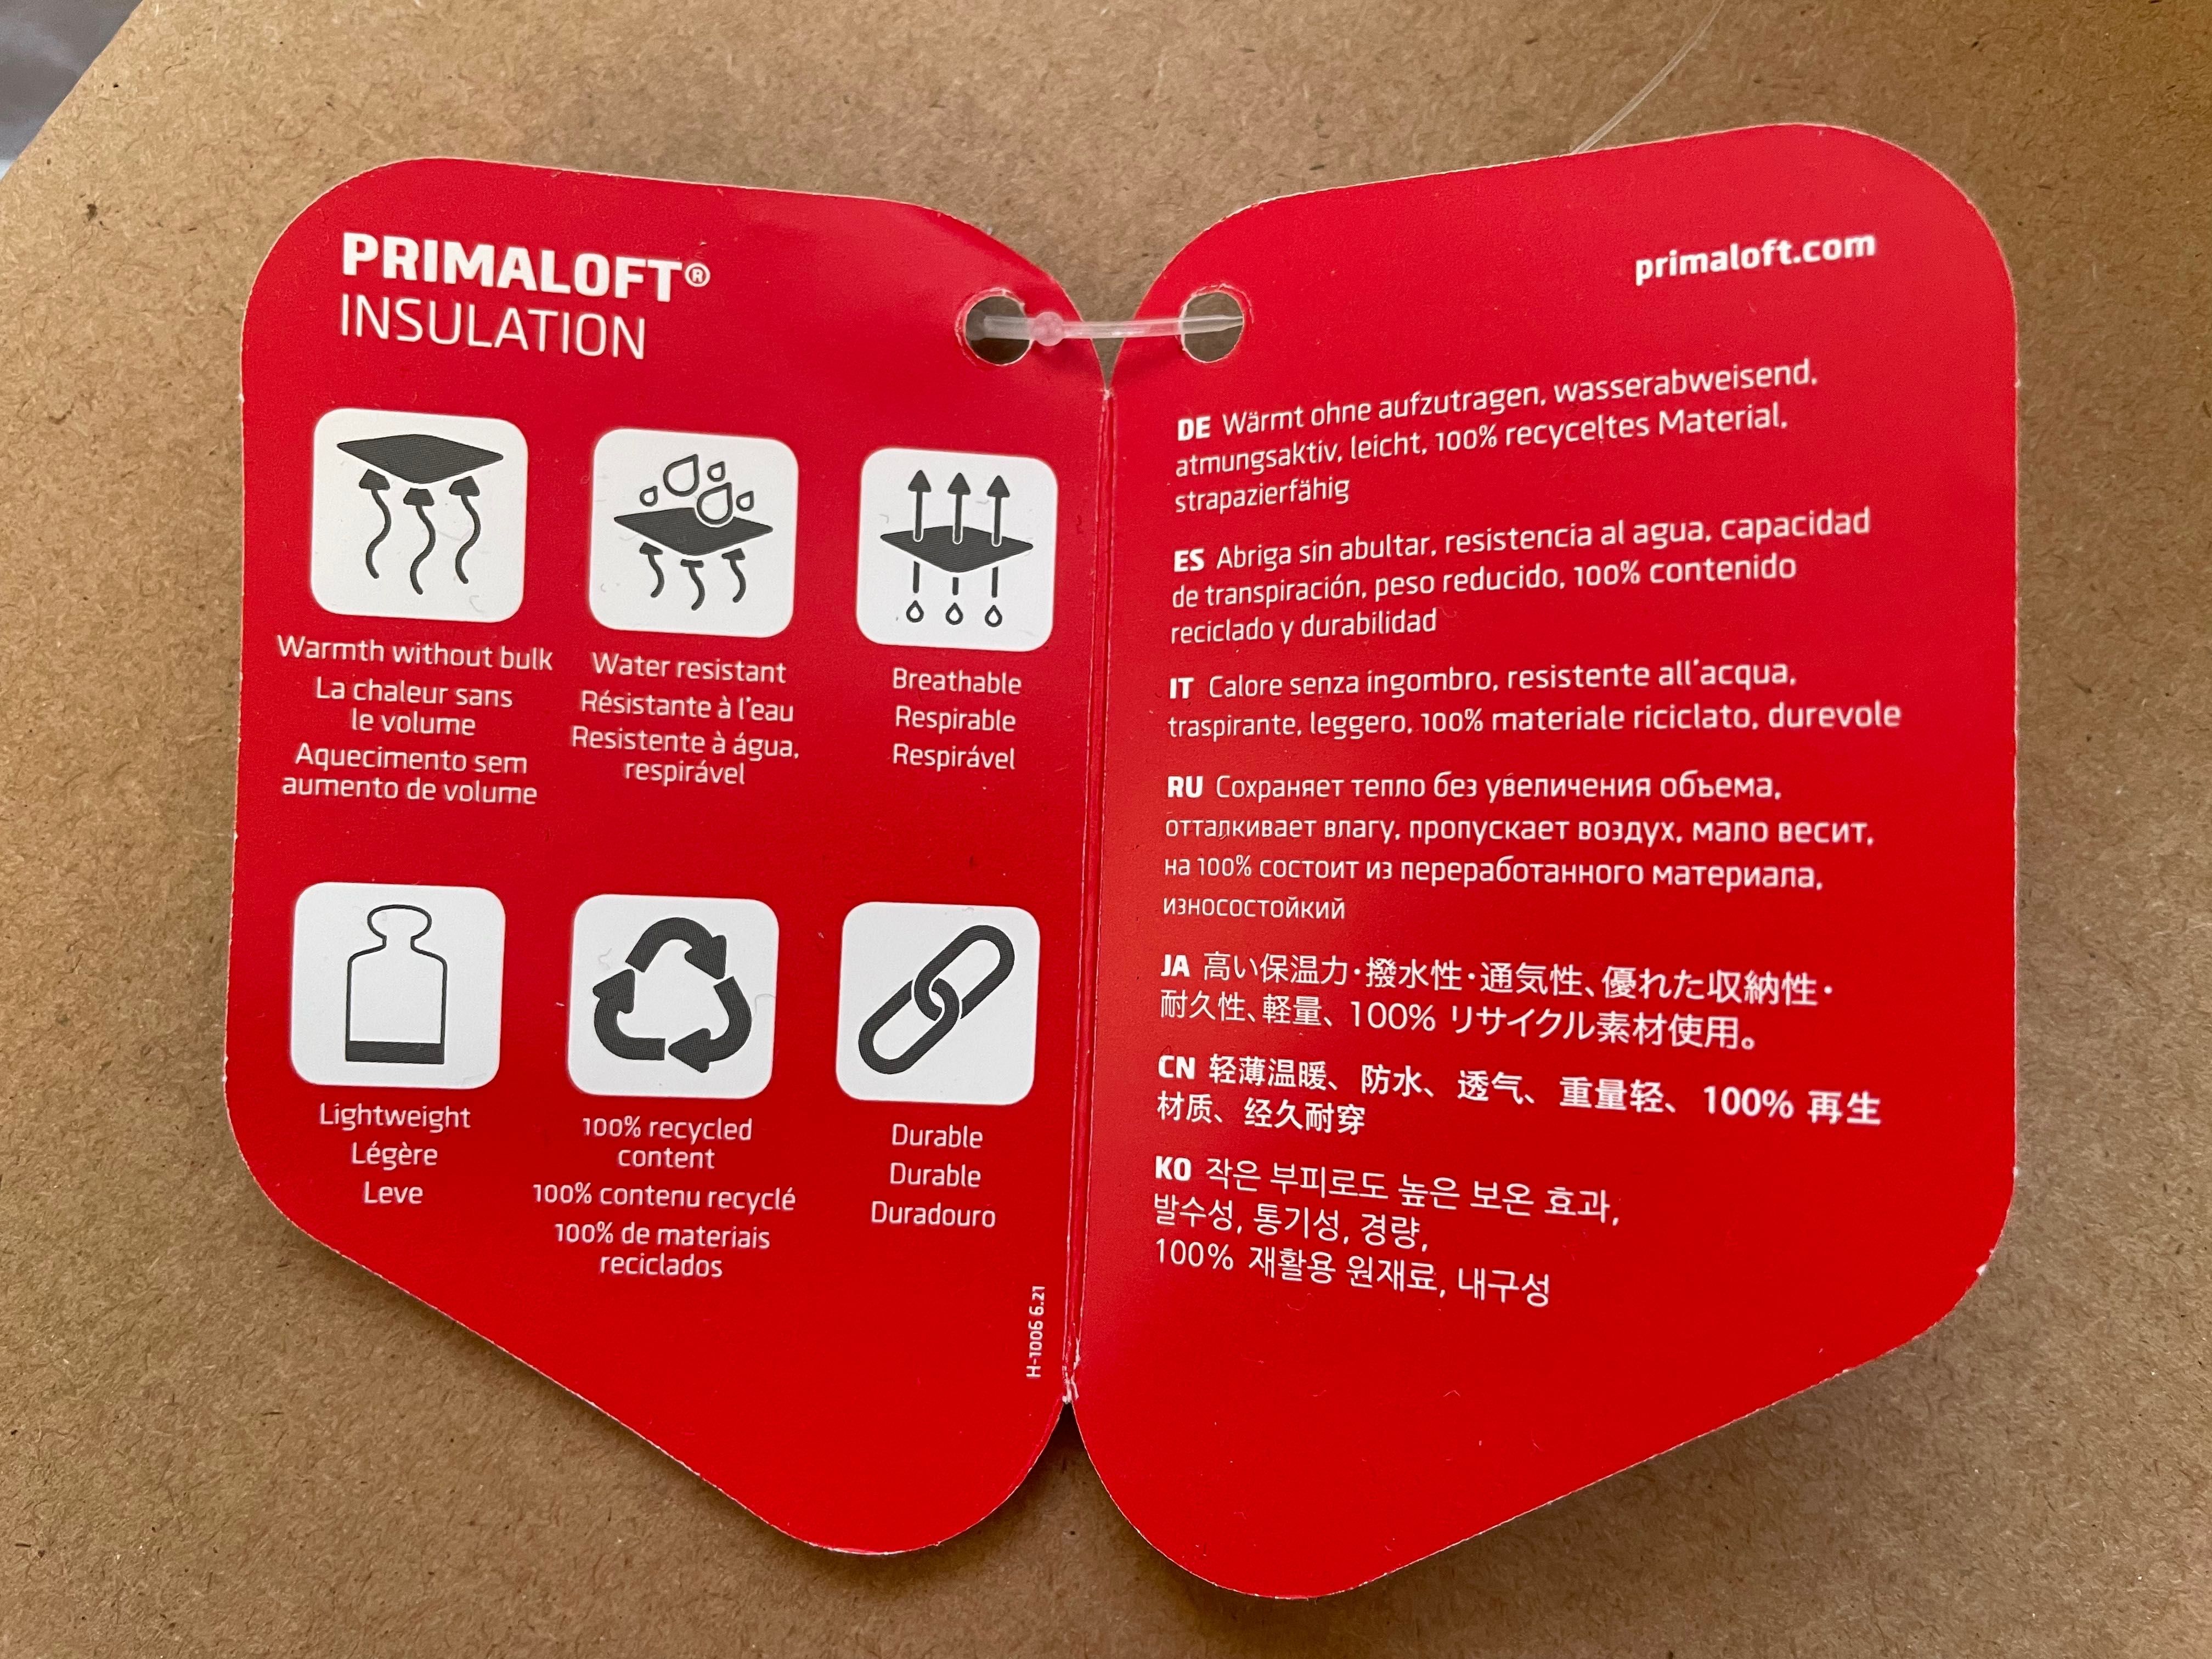 PRIMALOFT®
INSULATION
Warmth without bulk
La chaleur sans
le volume
Aquecimento sem
aumento de volume
Water resistant
Résistante à l'eau
Resistente à água,
respirável
Breathable
Respirable
Respirável
Lightweight
Légère
Leve
100% recycled
content
100% contenu recyclé
100% de materiais
reciclados
Durable
Durable
Duradouro
H-1006 6.21
primaloft.com
DE Wärmt ohne aufzutragen, wasserabweisend,
atmungsaktiv, leicht, 100% recyceltes Material,
strapazierfähig
ES Abriga sin abultar, resistencia al agua, capacidad
de transpiración, peso reducido, 100% contenido
reciclado y durabilidad
IT Calore senza ingombro, resistente all'acqua,
traspirante, leggero, 100% materiale riciclato, durevole
RU Сохраняет тепло без увеличения объема,
отталкивает влагу, пропускает воздух, мало весит,
на 100% состоит из переработанного материала,
износостойкий
JA 高い保温力・撥水性・通気性、優れた収納性・
耐久性、軽量、100% リサイクル素材使用。
CN 轻薄温暖、防水、透气、重量轻、100% 再生
材质、经久耐穿
KO 작은 부피로도 높은 보온 효과,
발수성, 통기성, 경량,
100% 재활용 원재료, 내구성